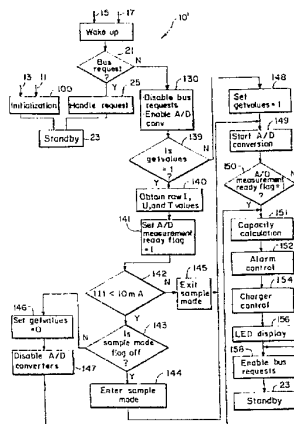 15
17
10'
Wake up
21
Bus
request
?
N
Y
13
11
100
25
Initialization
Handle request
Standby
23
130
Disable bus
requests
Enable A/D
conv.
139
Is
getvalues
= 1
?
140
Obtain raw I,
U, and T values
141
Set A/D
measurement
ready flag
= 1
142
| I | < 10mA
N
Y
145
Exit
sample
mode
143
Is
sample mode
flag off
?
N
Y
146
Set getvalues
=0
Disable A/D
converters
147
144
Enter sample
mode
148
Set
getvalues=1
149
Start A/D
conversion
150
A/D
measurement
ready flag=1
?
151
Capacity
calculation
152
Alarm
control
154
Charger
control
156
LED display
158
Enable bus
requests
23
Standby